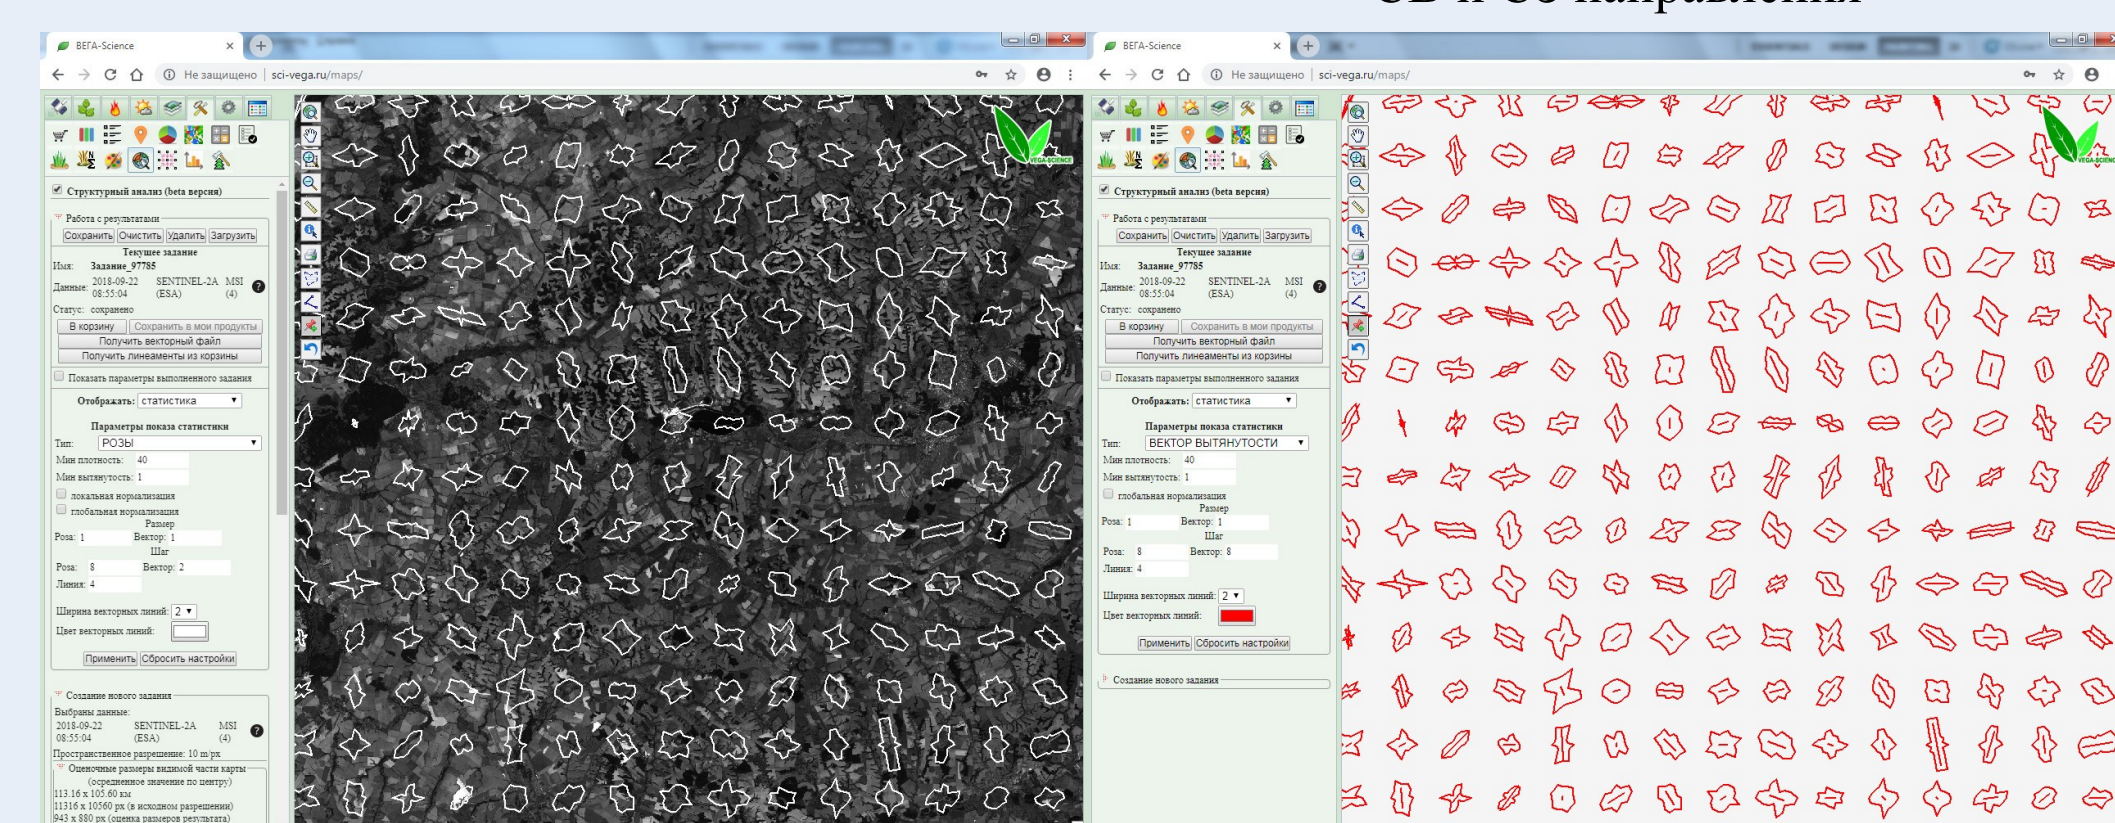 ВЕГА-Science
Не защищено | sci-vega.ru/maps/
Структурный анализ (beta версия)
Работа с результатами
Сохранить Очистить Удалить Загрузить
Текущее задание
Имя: Задание_97785
Данные: 2018-09-22 08:55:04 SENTINEL-2A (ESA) MSI (4)
Статус: сохранено
В корзину Сохранить в мои продукты
Получить векторный файл
Получить линеаменты из корзины
Показать параметры выполненного задания
Отображать: статистика
Параметры показа статистики
Тип: РОЗЫ
Мин плотность: 40
Мин вытянутость: 1
локальная нормализация
глобальная нормализация
Размер
Роза: 1 Вектор: 1
Шаг
Роза: 8 Вектор: 2
Линия: 4
Ширина векторных линий: 2
Цвет векторных линий:
Применить Сбросить настройки
Создание нового задания
Выбраны данные:
2018-09-22 08:55:04 SENTINEL-2A (ESA) MSI (4)
Пространственное разрешение: 10 m/px
Оценочные размеры видимой части карты
(осредненное значение по центру)
113.16 x 105.60 км
11316 x 10560 px (в исходном разрешении)
943 x 880 px (оценка размеров результата)
VEGA-SCIENCE
ВЕГА-Science
Не защищено | sci-vega.ru/maps/
Структурный анализ (beta версия)
Работа с результатами
Сохранить Очистить Удалить Загрузить
Текущее задание
Имя: Задание_97785
Данные: 2018-09-22 08:55:04 SENTINEL-2A (ESA) MSI (4)
Статус: сохранено
В корзину Сохранить в мои продукты
Получить векторный файл
Получить линеаменты из корзины
Показать параметры выполненного задания
Отображать: статистика
Параметры показа статистики
Тип: ВЕКТОР ВЫТЯНУТОСТИ
Мин плотность: 40
Мин вытянутость: 1
глобальная нормализация
Размер
Роза: 1 Вектор: 1
Шаг
Роза: 8 Вектор: 8
Линия: 4
Ширина векторных линий: 2
Цвет векторных линий:
Применить Сбросить настройки
Создание нового задания